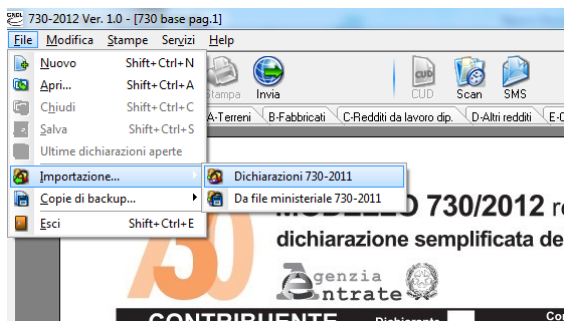 730-2012 Ver. 1.0 - [730 base pag.1]
File Modifica Stampe Servizi Help
Nuovo Shift+Ctrl+N
Apri... Shift+Ctrl+A
Chiudi Shift+Ctrl+C
Salva Shift+Ctrl+S
Ultime dichiarazioni aperte
Importazione...
Copie di backup...
Esci Shift+Ctrl+E
Stampa Invia CUD Scan SMS
CUD
A-Terreni B-Fabbricati C-Redditi da lavoro dip. D-Altri redditi
Dichiarazioni 730-2011
Da file ministeriale 730-2011
MODELLO 730/2012
dichiarazione semplificata de
730
Agenzia
Entrate
CONTRIBUENTE Dichiarante